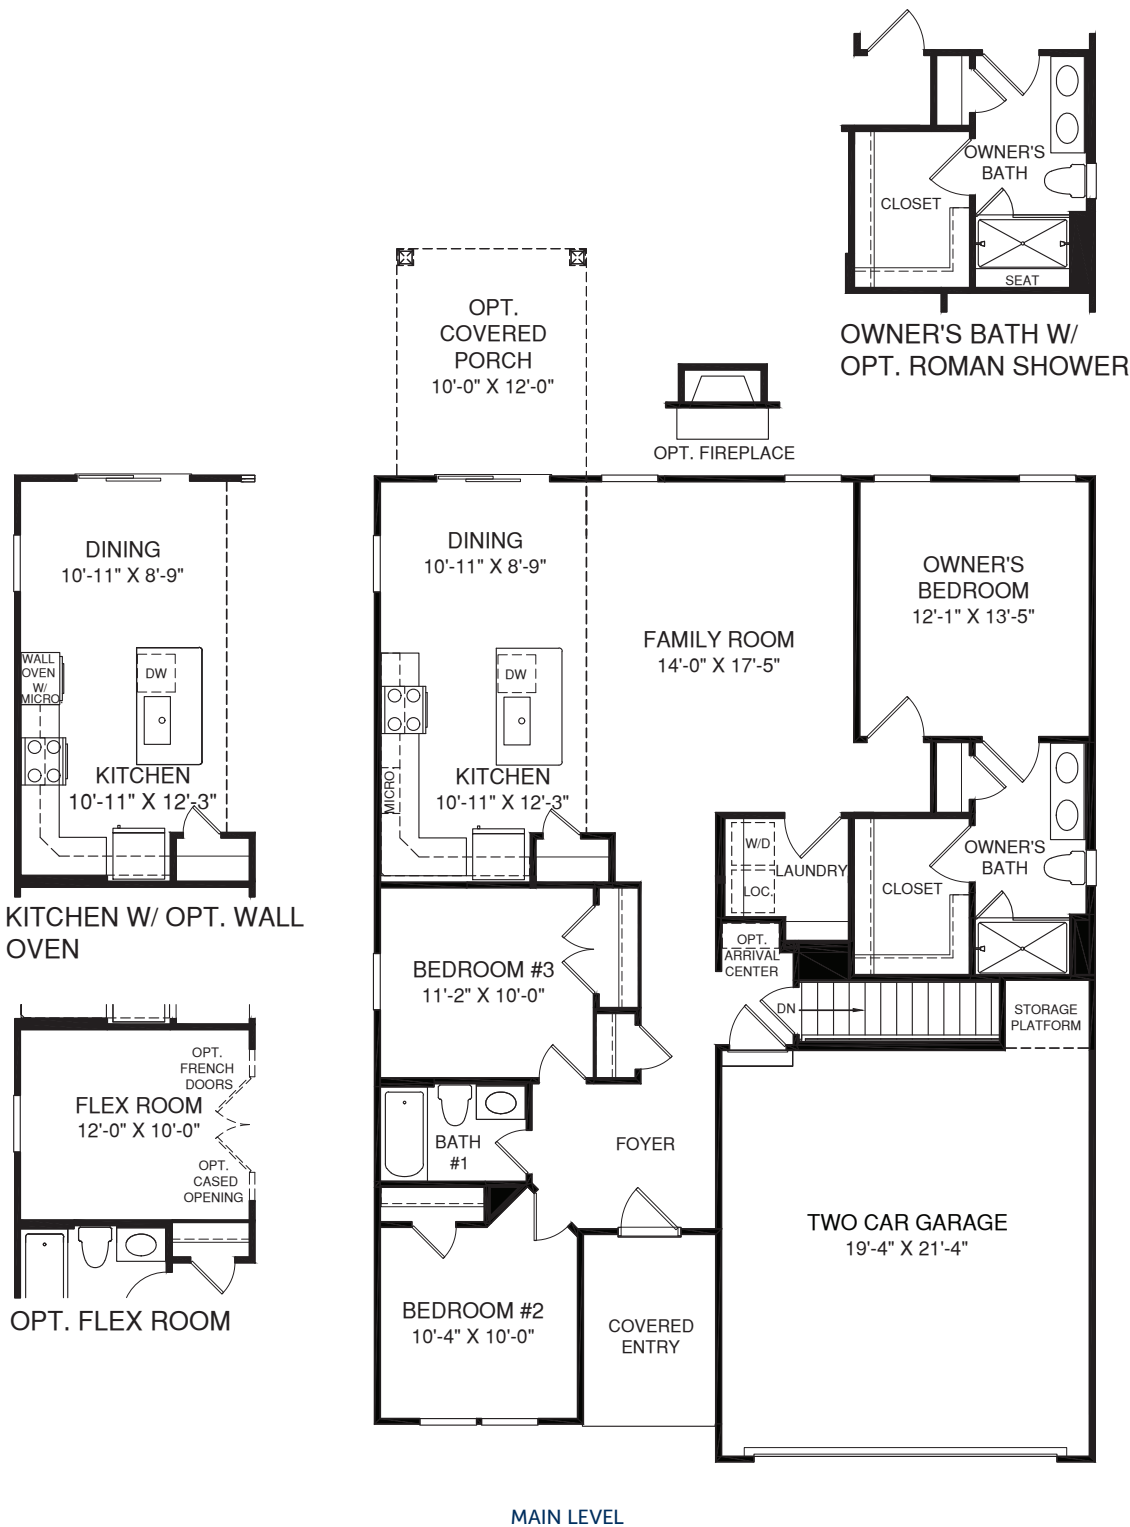 OWNER'S
BATH
CLOSET
SEAT
OWNER'S BATH W/
OPT. ROMAN SHOWER
OPT.
COVERED
PORCH
10'-0" X 12'-0"
OPT. FIREPLACE
DINING
10'-11" X 8'-9"
WALL
OVEN
W/
MICRO
DW
KITCHEN
10'-11" X 12'-3"
KITCHEN W/ OPT. WALL
OVEN
OPT.
FRENCH
DOORS
FLEX ROOM
12'-0" X 10'-0"
OPT.
CASED
OPENING
OPT. FLEX ROOM
DINING
10'-11" X 8'-9"
FAMILY ROOM
14'-0" X 17'-5"
OWNER'S
BEDROOM
12'-1" X 13'-5"
DW
MICRO
KITCHEN
10'-11" X 12'-3"
W/D
LAUNDRY
LOC.
CLOSET
OWNER'S
BATH
BEDROOM #3
11'-2" X 10'-0"
OPT.
ARRIVAL
CENTER
DN
STORAGE
PLATFORM
BATH
#1
FOYER
TWO CAR GARAGE
19'-4" X 21'-4"
BEDROOM #2
10'-4" X 10'-0"
COVERED
ENTRY
MAIN LEVEL